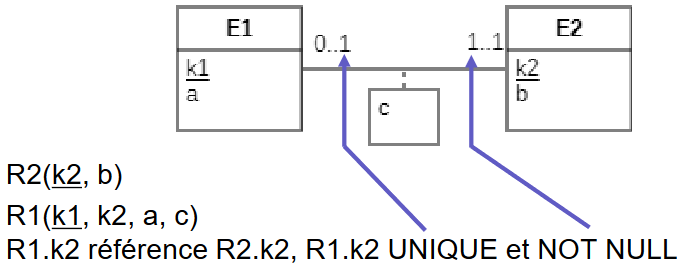 E1
E2
0..1
1..1
k1
a
k2
b
c
R2(k2, b)
R1(k1, k2, a, c)
R1.k2 référence R2.k2, R1.k2 UNIQUE et NOT NULL